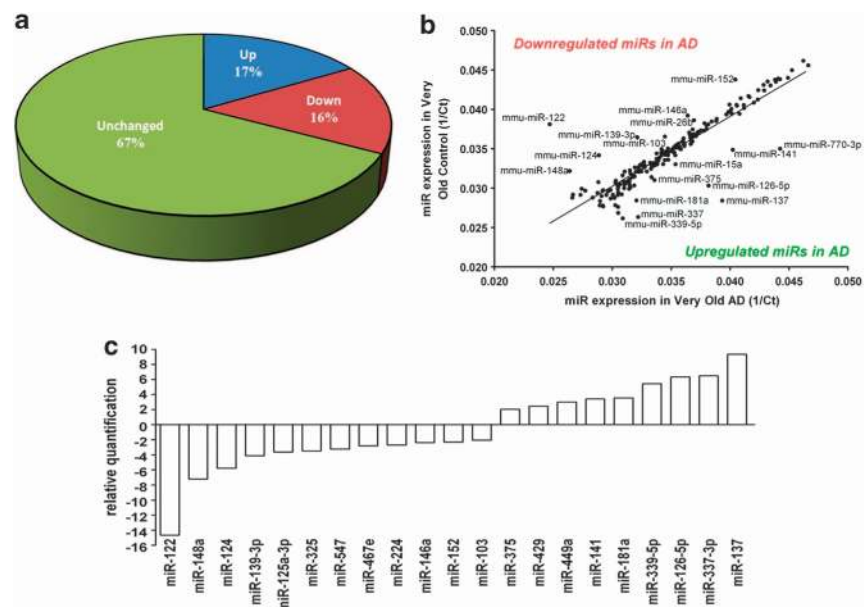 a
Up
17%
Down
16%
Unchanged
67%
b
Downregulated miRs in AD
miR expression in Very
Old Control (1/Ct)
0.050
0.045
0.040
0.035
0.030
0.025
0.020
mmu-miR-152
mmu-miR-122
mmu-miR-146a
mmu-miR-26b
mmu-miR-139-3p
mmu-miR-103
mmu-miR-770-3p
mmu-miR-124
mmu-miR-141
mmu-miR-148a
mmu-miR-15a
mmu-miR-375
mmu-miR-126-5p
mmu-miR-181a
mmu-miR-137
mmu-miR-337
mmu-miR-339-5p
Upregulated miRs in AD
0.020
0.025
0.030
0.035
0.040
0.045
0.050
miR expression in Very Old AD (1/Ct)
c
relative quantification
10
8
6
4
2
0
-2
-4
-6
-8
-10
-12
-14
-16
miR-122
miR-148a
miR-124
miR-139-3p
niR-125a-3p
miR-325
miR-547
miR-467e
miR-224
miR-146a
miR-152
miR-103
miR-375
miR-429
miR-449a
miR-141
miR-181a
miR-339-5p
miR-126-5p
miR-337-3p
miR-137